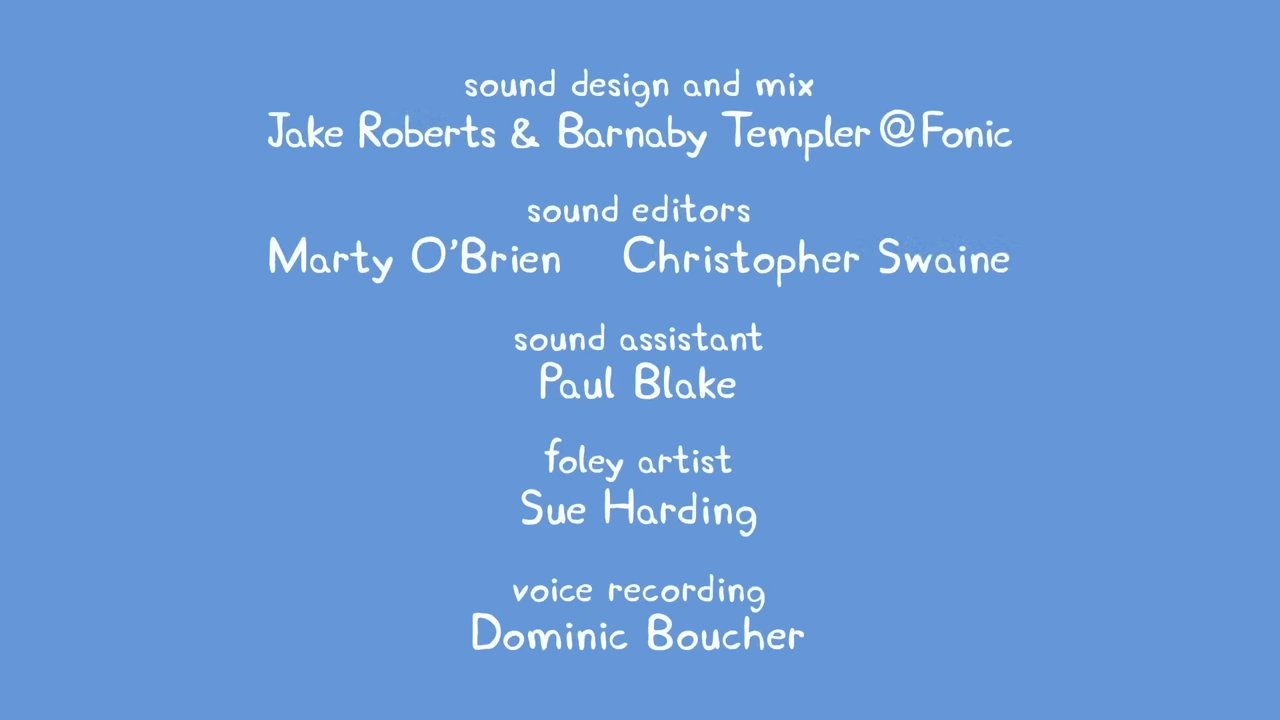 sound design and mix
Jake Roberts & Barnaby Templer @ Fonic
sound editors
Marty O'Brien Christopher Swaine
sound assistant
Paul Blake
foley artist
Sue Harding
voice recording
Dominic Boucher